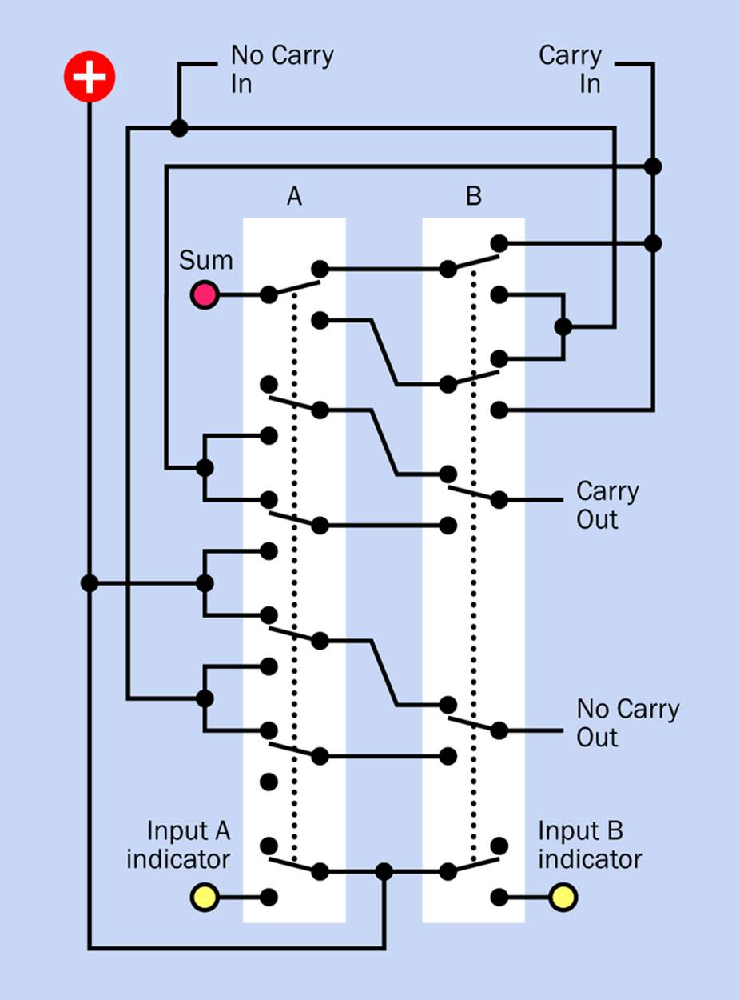 No Carry
In
Carry
In
A
B
Sum
Carry
Out
No Carry
Out
Input A
indicator
Input B
indicator